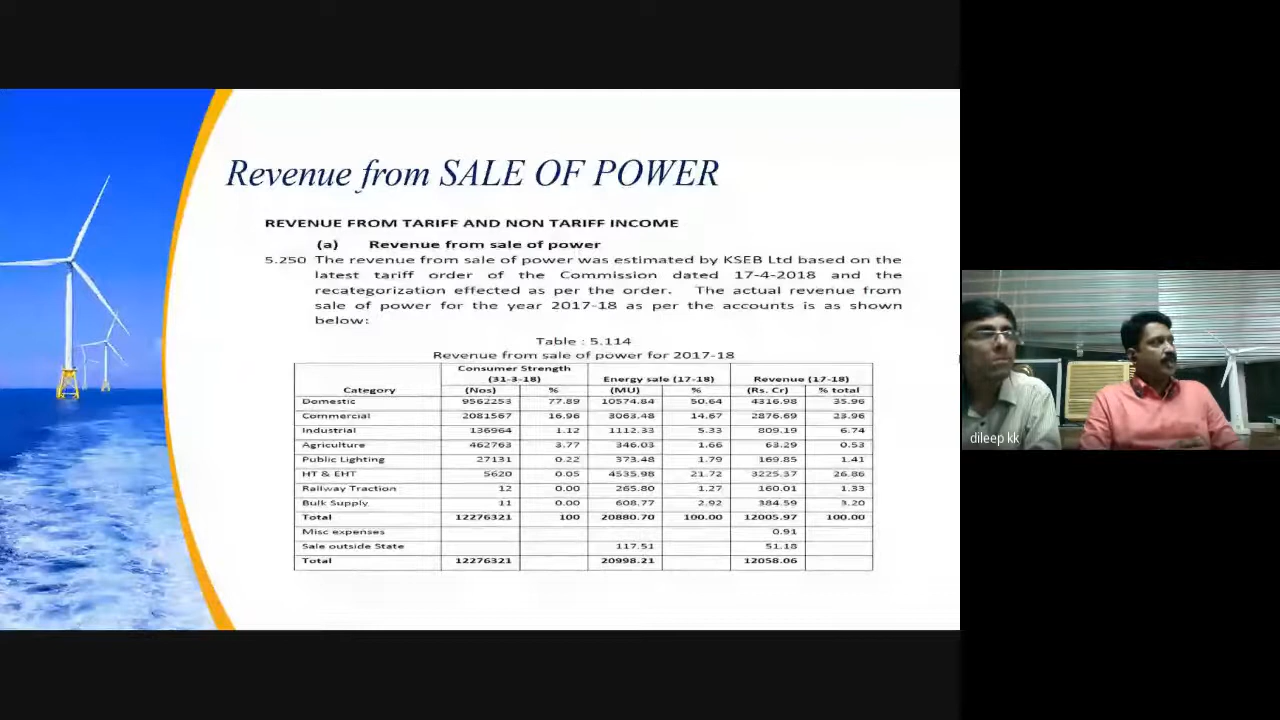 Revenue from SALE OF POWER
REVENUE FROM TARIFF AND NON TARIFF INCOME
(a) Revenue from sale of power
5.250 The revenue from sale of power was estimated by KSEB Ltd based on the
latest tariff order of the Commission dated 17-4-2018 and the
recategorization effected as per the order. The actual revenue from
sale of power for the year 2017-18 as per the accounts is as shown
below:
Table : 5.114
Revenue from sale of power for 2017-18
Category Consumer Strength (31-3-18) Energy sale (17-18) Revenue (17-18)
(Nos) % (MU) % (Rs. Cr) % total
Domestic 9562253 77.89 10574.84 50.64 4316.98 35.96
Commercial 2081567 16.96 3063.48 14.67 2876.69 23.96
Industrial 136964 1.12 1112.33 5.33 809.19 6.74
Agriculture 462763 3.77 346.03 1.66 63.29 0.53
Public Lighting 27131 0.22 373.48 1.79 169.85 1.41
HT & EHT 5620 0.05 4535.98 21.72 3225.37 26.86
Railway Traction 12 0.00 265.80 1.27 160.01 1.33
Bulk Supply 11 0.00 608.77 2.92 384.59 3.20
Total 12276321 100 20880.70 100.00 12005.97 100.00
Misc expenses 0.91
Sale outside State 117.51 51.18
Total 12276321 20998.21 12058.06
dileep kk